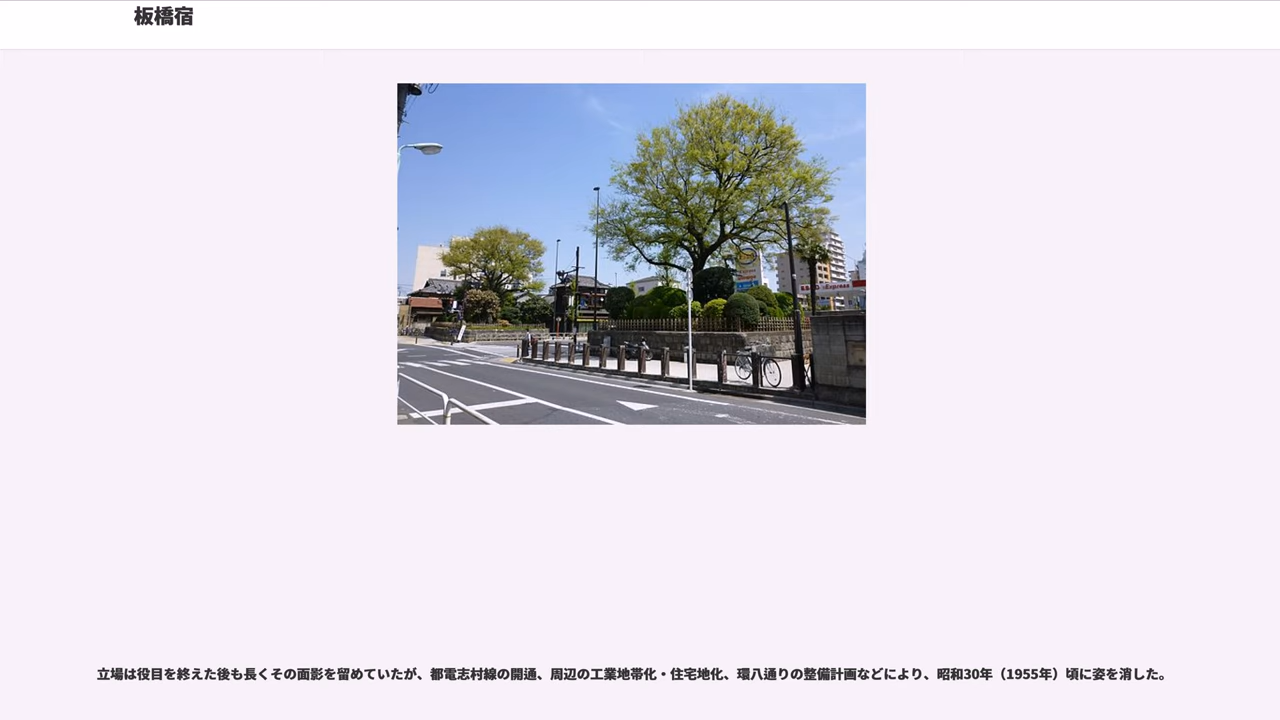 板橋宿
Express
立場は役目を終えた後も長くその面影を留めていたが、都電志村線の開通、周辺の工業地帯化・住宅地化、環八通りの整備計画などにより、昭和30年（1955年）頃に姿を消した。